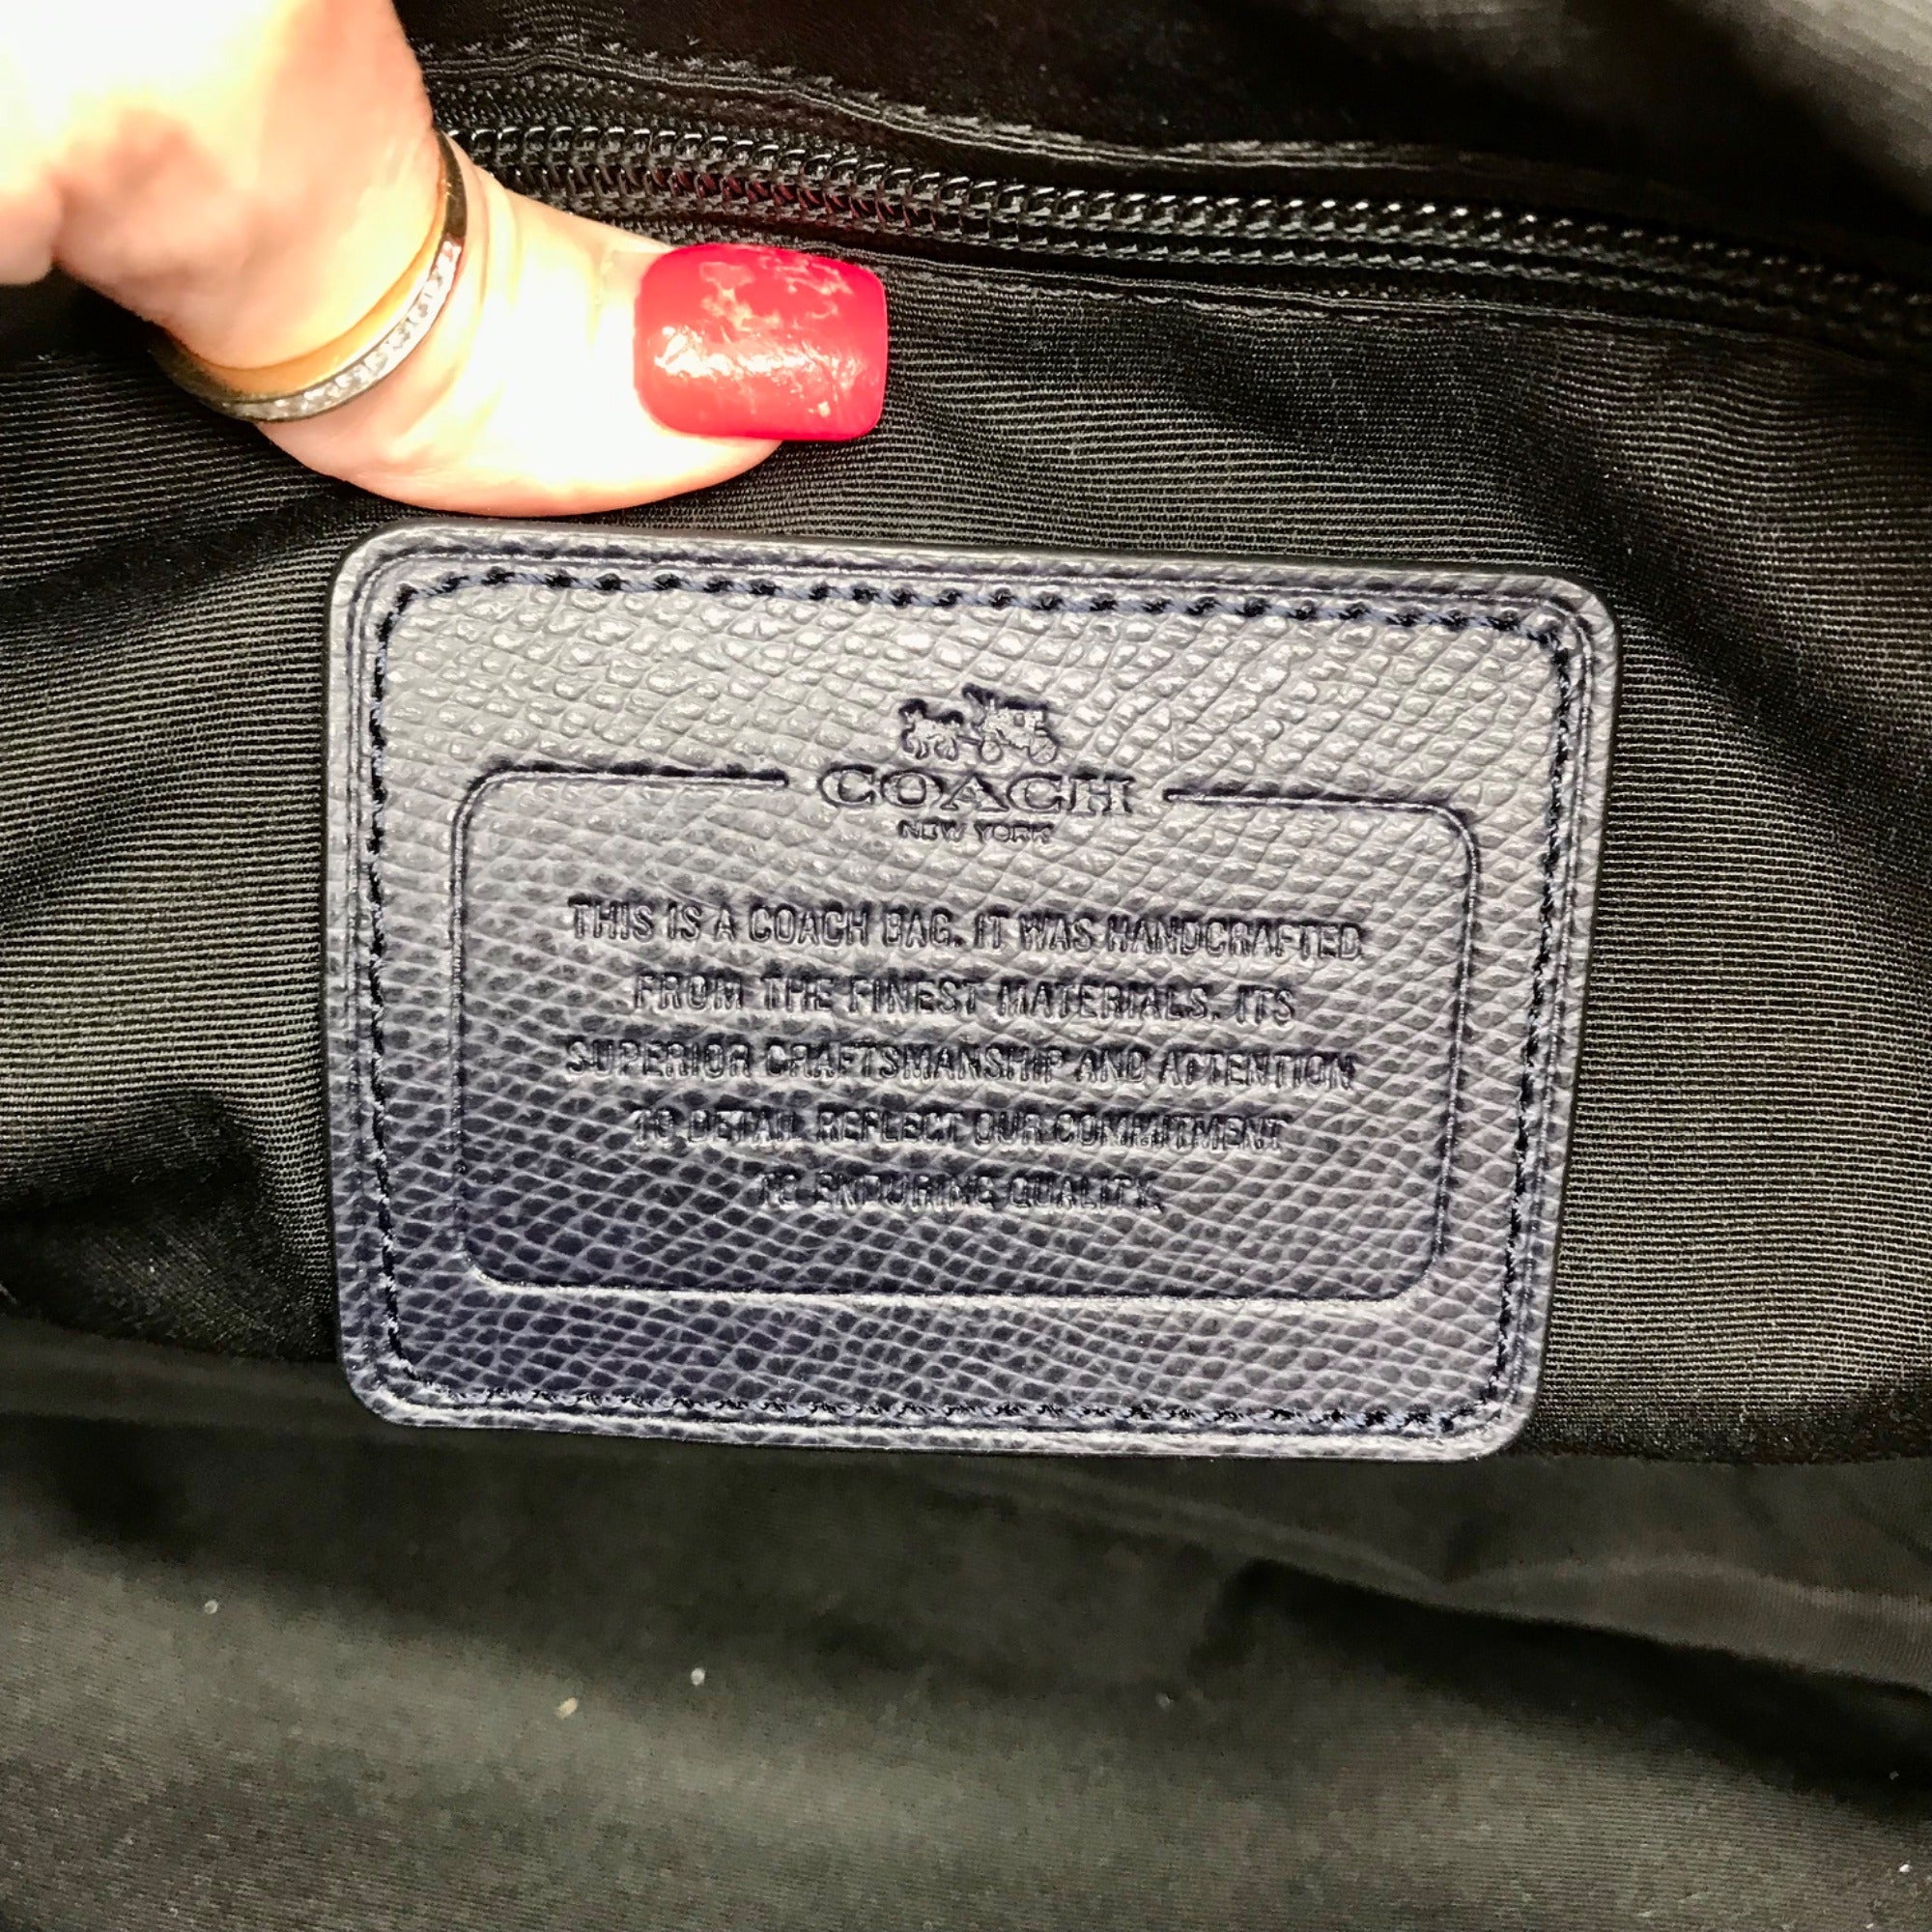 COACH
NEW YORK
THIS IS A COACH BAG. IT WAS HANDCRAFTED
FROM THE FINEST MATERIALS. ITS
SUPERIOR CRAFTSMANSHIP AND ATTENTION
TO DETAIL REFLECT OUR COMMITMENT
TO ENDURING QUALITY.